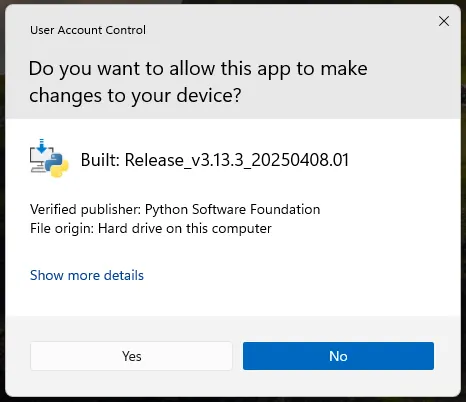 User Account Control
Do you want to allow this app to make
changes to your device?
Built: Release_v3.13.3_20250408.01
Verified publisher: Python Software Foundation
File origin: Hard drive on this computer
Show more details
Yes
No